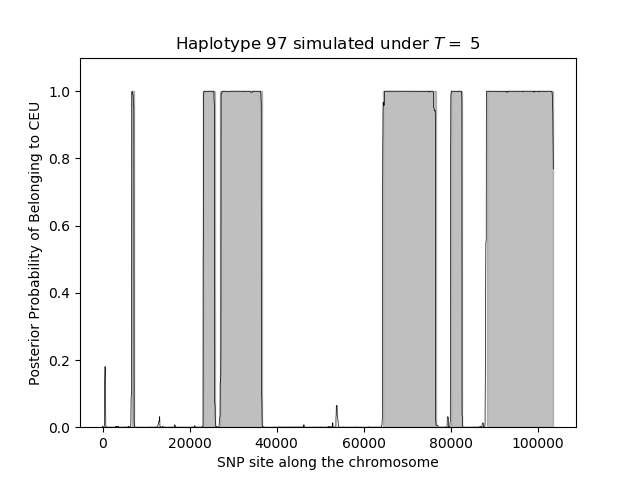 Haplotype 97 simulated under T = 5
Posterior Probability of Belonging to CEU
1.0
0.8
0.6
0.4
0.2
0.0
0 20000 40000 60000 80000 100000
SNP site along the chromosome